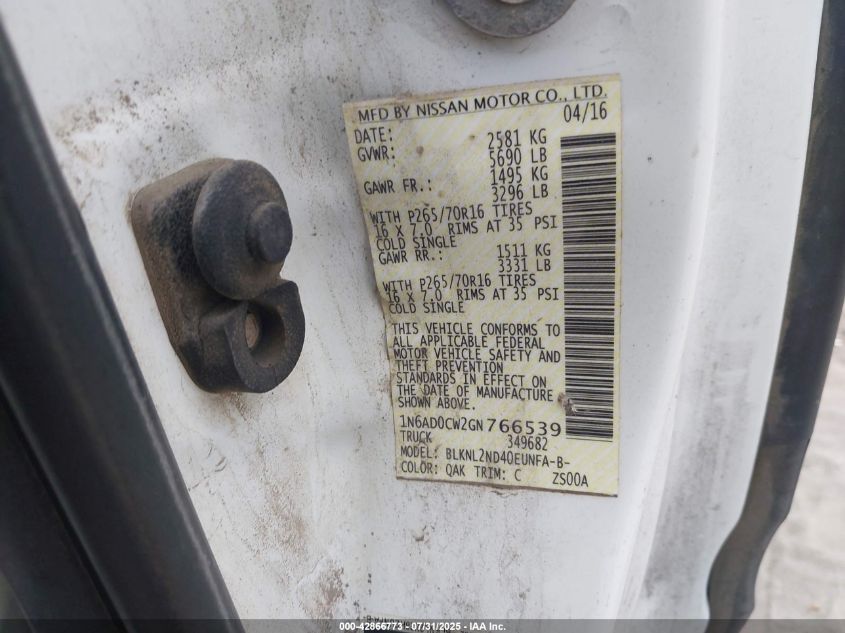 MFD BY NISSAN MOTOR CO., LTD.
DATE: 04/16
GVWR: 2581 KG
5690 LB
GAWR FR.: 1495 KG
3296 LB
WITH P265/70R16 TIRES
16 X 7.0 RIMS AT 35 PSI
COLD SINGLE
GAWR RR.: 1511 KG
3331 LB
WITH P265/70R16 TIRES
16 X 7.0 RIMS AT 35 PSI
COLD SINGLE
THIS VEHICLE CONFORMS TO
ALL APPLICABLE FEDERAL
MOTOR VEHICLE SAFETY AND
THEFT PREVENTION
STANDARDS IN EFFECT ON
THE DATE OF MANUFACTURE
SHOWN ABOVE.
1N6AD0CW2GN 766539
TRUCK 349682
MODEL: BLKNL2ND40EUNFA-B-
COLOR: QAK TRIM: C ZS00A
000-42866773 - 07/31/2025 - IAA Inc.